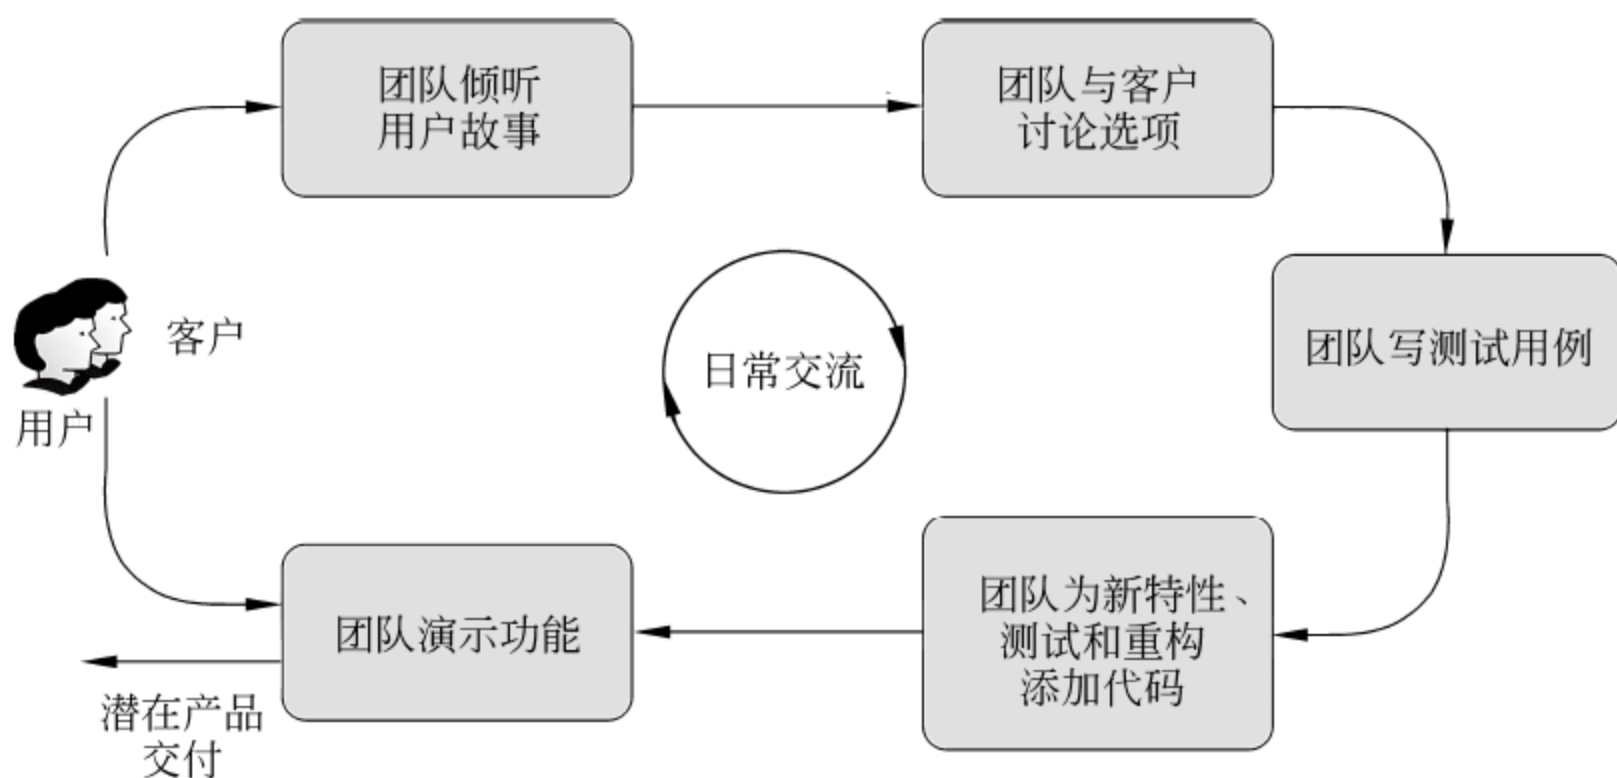 团队倾听
用户故事
团队与客户
讨论选项
团队写测试用例
团队为新特性、
测试和重构
添加代码
团队演示功能
潜在产品
交付
客户
用户
日常交流